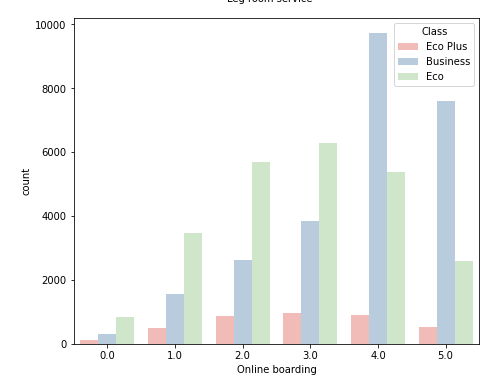 Leg room service
Class
Eco Plus
Business
Eco
10000
8000
6000
4000
2000
0
count
0.0 1.0 2.0 3.0 4.0 5.0
Online boarding